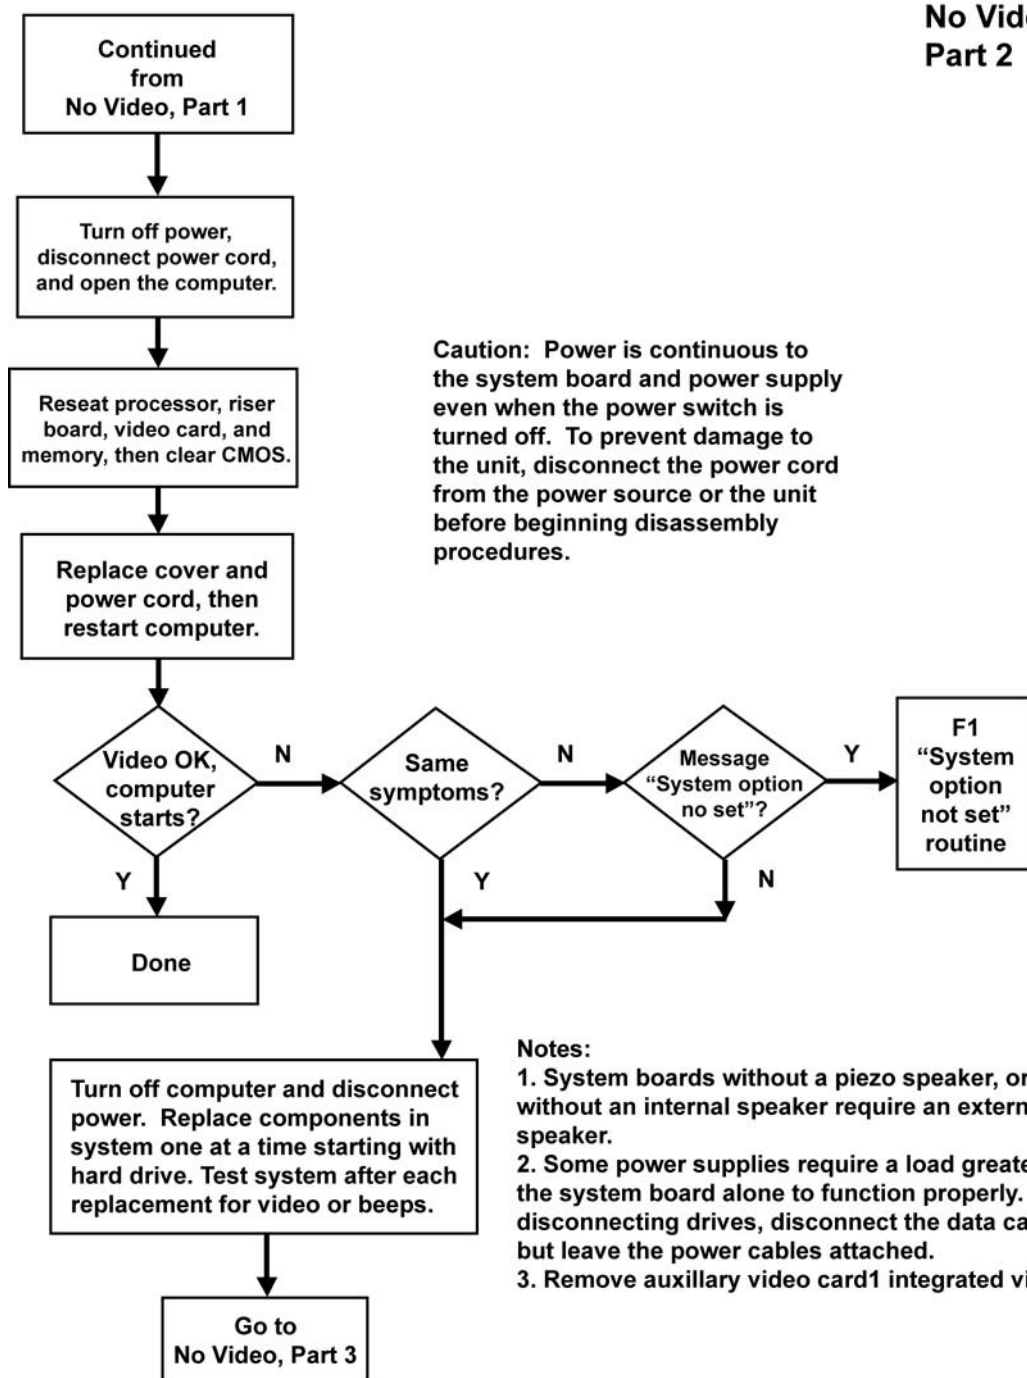 No Vid
Part 2
Continued
from
No Video, Part 1
Turn off power,
disconnect power cord,
and open the computer.
Reseat processor, riser
board, video card, and
memory, then clear CMOS.
Caution: Power is continuous to
the system board and power supply
even when the power switch is
turned off. To prevent damage to
the unit, disconnect the power cord
from the power source or the unit
before beginning disassembly
procedures.
Replace cover and
power cord, then
restart computer.
Video OK,
computer
starts?
N
Y
Same
symptoms?
N
Y
Message
"System option
no set"?
Y
N
F1
"System
option
not set"
routine
Done
Turn off computer and disconnect
power. Replace components in
system one at a time starting with
hard drive. Test system after each
replacement for video or beeps.
Notes:
1. System boards without a piezo speaker, or
without an internal speaker require an extern
speaker.
2. Some power supplies require a load greate
the system board alone to function properly.
disconnecting drives, disconnect the data ca
but leave the power cables attached.
3. Remove auxillary video card1 integrated vi
Go to
No Video, Part 3